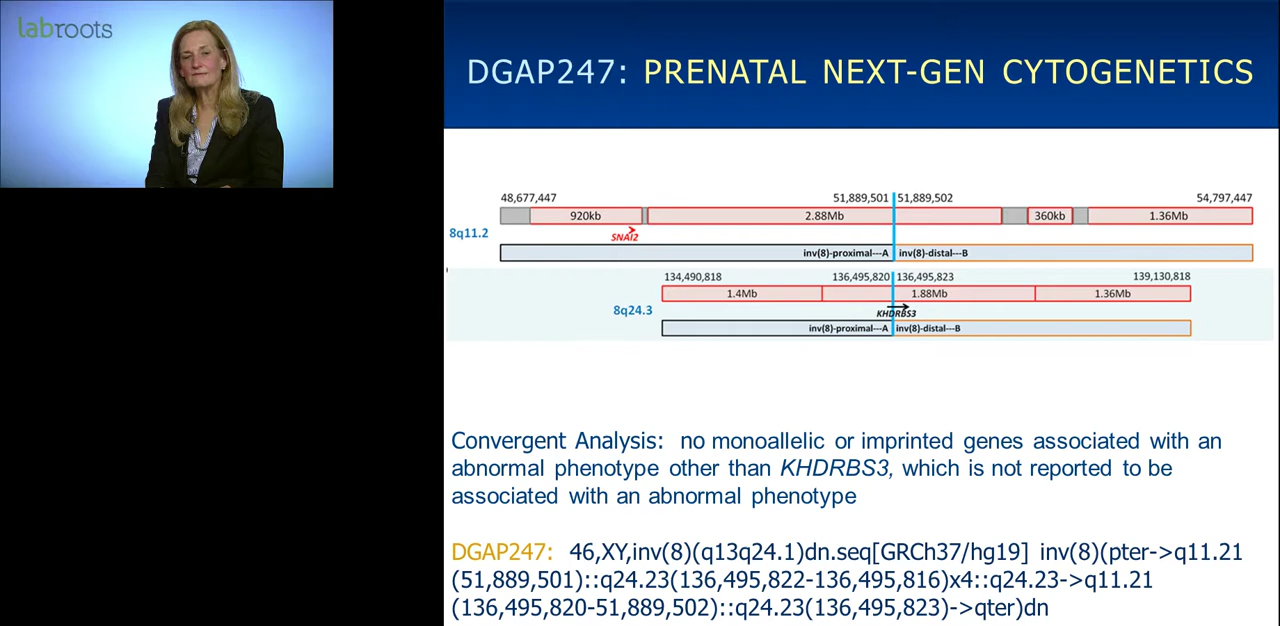 labroots
DGAP247: PRENATAL NEXT-GEN CYTOGENETICS
48,677,447 51,889,501 51,889,502 54,797,447
920kb 2.88Mb 360kb 1.36Mb
8q11.2
SNAI2
inv(8)-proximal---A inv(8)-distal---B
134,490,818 136,495,820 136,495,823 139,130,818
1.4Mb 1.88Mb 1.36Mb
8q24.3
KHDRBS3
inv(8)-proximal---A inv(8)-distal---B
Convergent Analysis: no monoallelic or imprinted genes associated with an
abnormal phenotype other than KHDRBS3, which is not reported to be
associated with an abnormal phenotype
DGAP247: 46,XY,inv(8)(q13q24.1)dn.seq[GRCh37/hg19] inv(8)(pter->q11.21
(51,889,501)::q24.23(136,495,822-136,495,816)x4::q24.23->q11.21
(136,495,820-51,889,502)::q24.23(136,495,823)->qter)dn